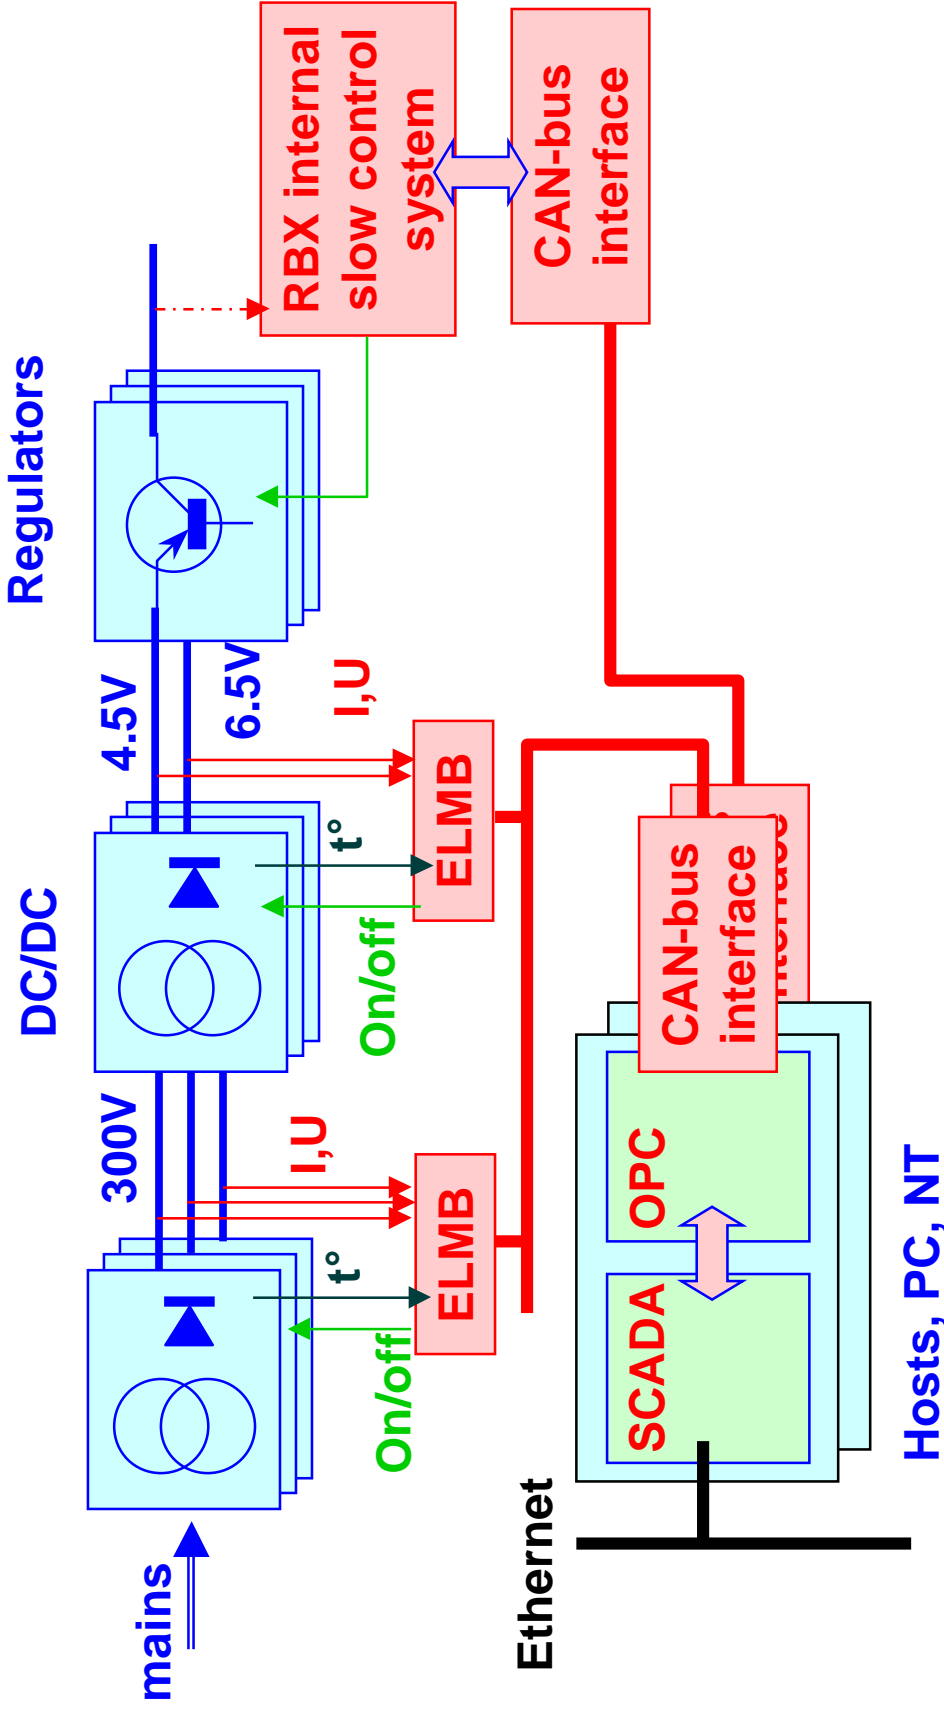 Regulators
DC/DC
mains
300V
4.5V
6.5V
I,U
I,U
t°
t°
On/off
On/off
ELMB
ELMB
RBX internal
slow control
system
CAN-bus
interface
CAN-bus
interface
interface
OPC
SCADA
Ethernet
Hosts, PC, NT